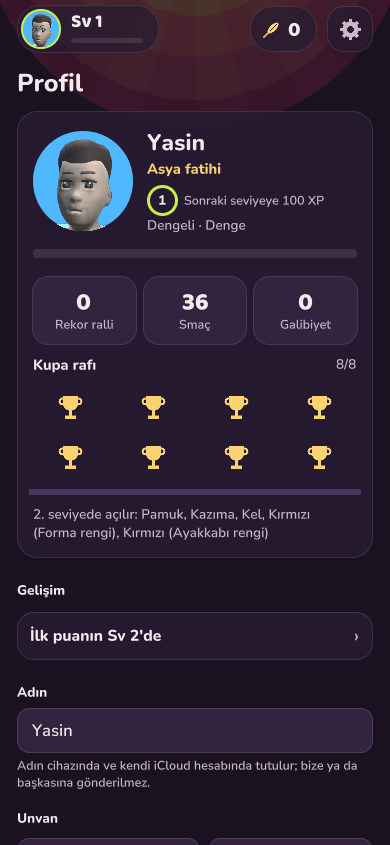 Sv 1
0
Profil
Yasin
Asya fatihi
1 Sonraki seviyeye 100 XP
Dengeli · Denge
0 36 0
Rekor ralli Smaç Galibiyet
Kupa rafı 8/8
2. seviyede açılır: Pamuk, Kazıma, Kel, Kırmızı
(Forma rengi), Kırmızı (Ayakkabı rengi)
Gelişim
İlk puanın Sv 2'de ›
Adın
Yasin
Adın cihazında ve kendi iCloud hesabında tutulur; bize ya da
başkasına gönderilmez.
Unvan